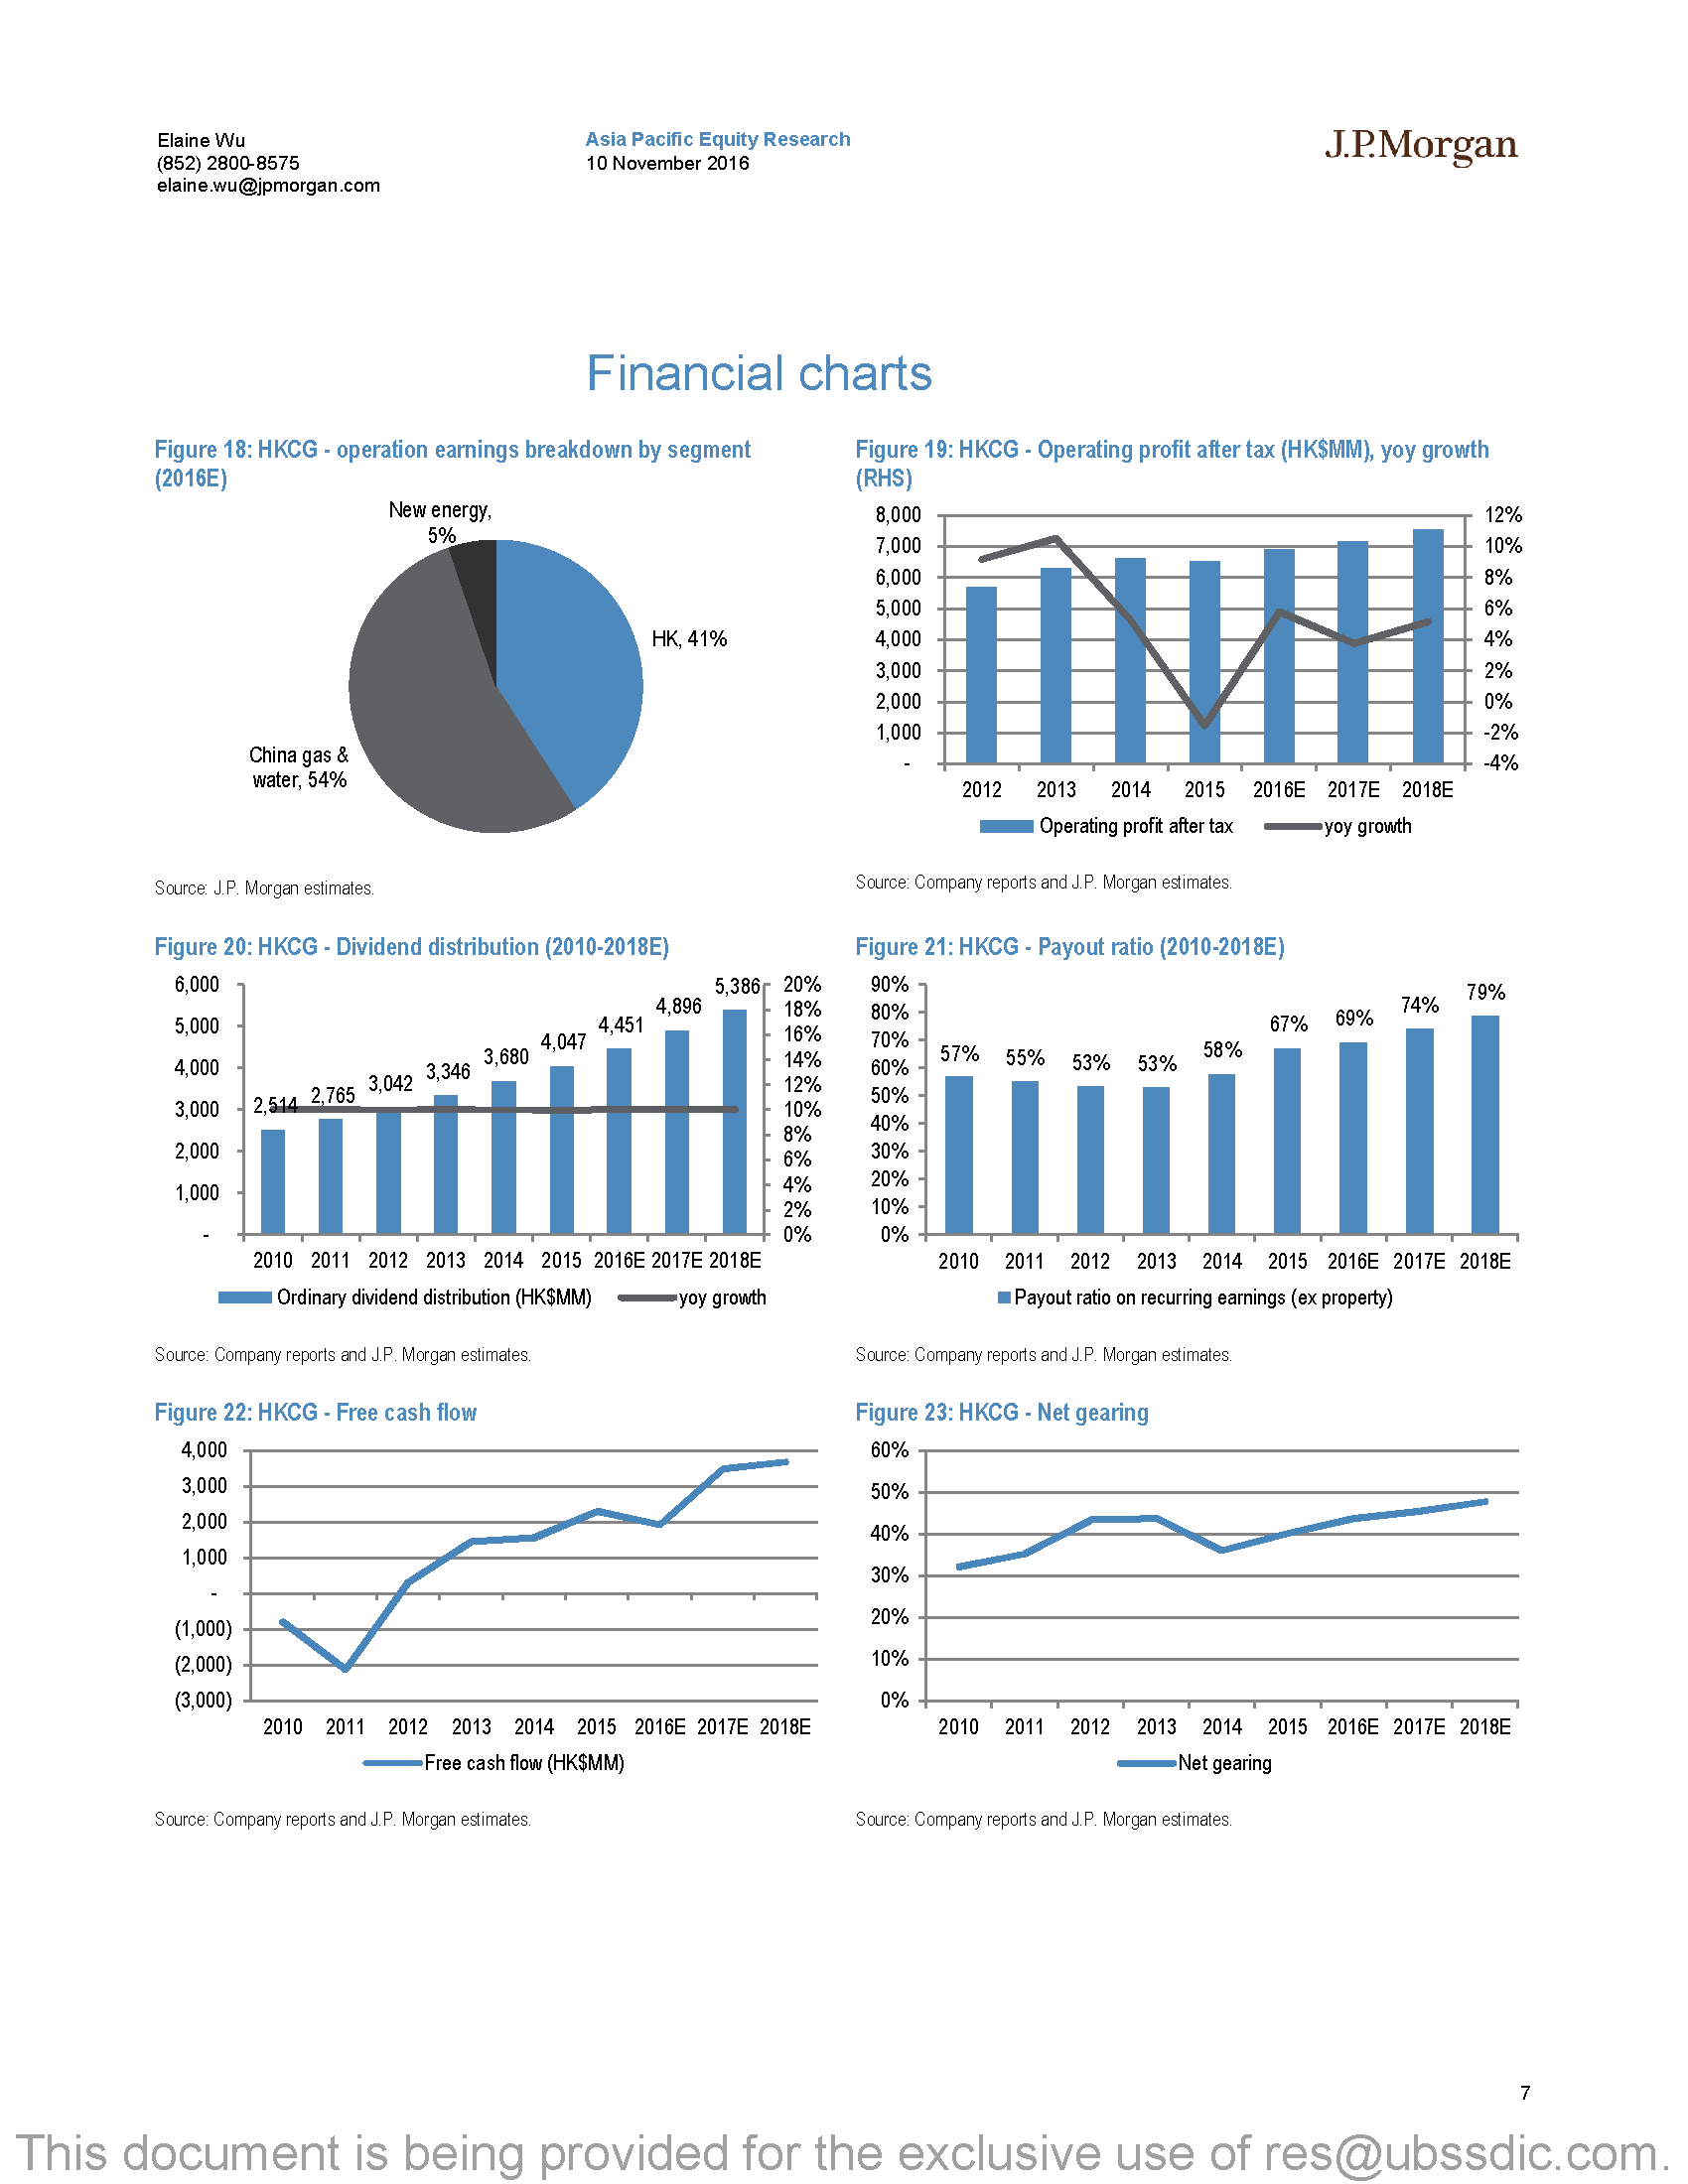 Elaine Wu
(852) 2800-8575
elaine.wu@jpmorgan.com
Asia Pacific Equity Research
10 November 2016
J.P.Morgan
Financial charts
Figure 18: HKCG - operation earnings breakdown by segment
(2016E)
New energy,
5%
HK, 41%
China gas &
water, 54%
Source: J.P. Morgan estimates.
Figure 19: HKCG - Operating profit after tax (HK$MM), yoy growth
(RHS)
8,000
7,000
6,000
5,000
4,000
3,000
2,000
1,000
-
12%
10%
8%
6%
4%
2%
0%
-2%
-4%
2012 2013 2014 2015 2016E 2017E 2018E
Operating profit after tax yoy growth
Source: Company reports and J.P. Morgan estimates.
Figure 20: HKCG - Dividend distribution (2010-2018E)
6,000
5,000
4,000
3,000
2,000
1,000
-
2,514 2,765 3,042 3,346 3,680 4,047 4,451 4,896 5,386
20%
18%
16%
14%
12%
10%
8%
6%
4%
2%
0%
2010 2011 2012 2013 2014 2015 2016E 2017E 2018E
Ordinary dividend distribution (HK$MM) yoy growth
Source: Company reports and J.P. Morgan estimates.
Figure 21: HKCG - Payout ratio (2010-2018E)
90%
80%
70%
60%
50%
40%
30%
20%
10%
0%
57% 55% 53% 53% 58% 67% 69% 74% 79%
2010 2011 2012 2013 2014 2015 2016E 2017E 2018E
Payout ratio on recurring earnings (ex property)
Source: Company reports and J.P. Morgan estimates.
Figure 22: HKCG - Free cash flow
4,000
3,000
2,000
1,000
-
(1,000)
(2,000)
(3,000)
2010 2011 2012 2013 2014 2015 2016E 2017E 2018E
Free cash flow (HK$MM)
Source: Company reports and J.P. Morgan estimates.
Figure 23: HKCG - Net gearing
60%
50%
40%
30%
20%
10%
0%
2010 2011 2012 2013 2014 2015 2016E 2017E 2018E
Net gearing
Source: Company reports and J.P. Morgan estimates.
7
This document is being provided for the exclusive use of res@ubssdic.com.